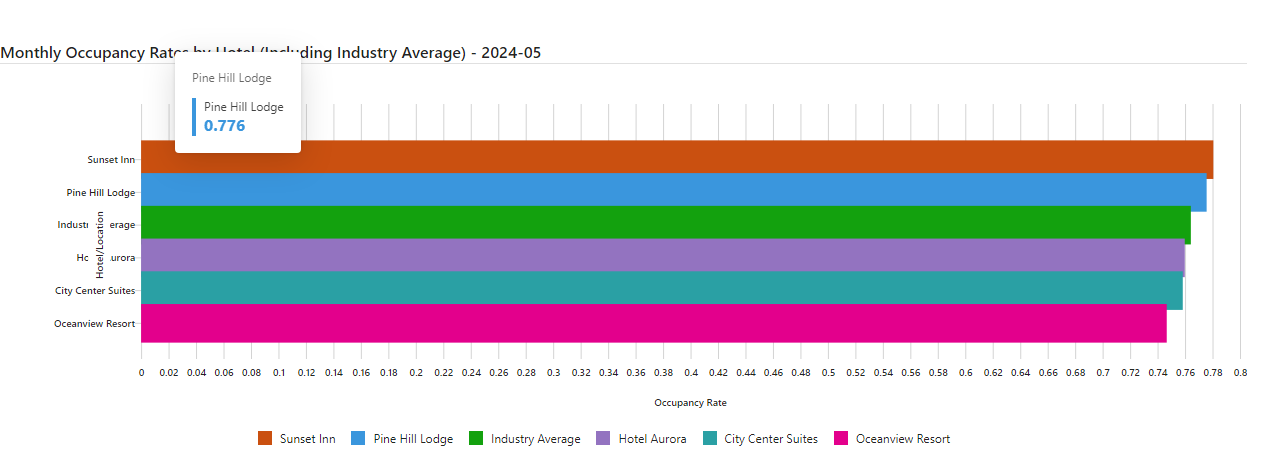 Monthly Occupancy Rates by Hotel (Including Industry Average) - 2024-05
Pine Hill Lodge
Pine Hill Lodge
0.776
Sunset Inn
Pine Hill Lodge
erage
urora
City Center Suites
Oceanview Resort
Hotel/Location
0 0.02 0.04 0.06 0.08 0.1 0.12 0.14 0.16 0.18 0.2 0.22 0.24 0.26 0.28 0.3 0.32 0.34 0.36 0.38 0.4 0.42 0.44 0.46 0.48 0.5 0.52 0.54 0.56 0.58 0.6 0.62 0.64 0.66 0.68 0.7 0.72 0.74 0.76 0.78 0.8
Occupancy Rate
Sunset Inn Pine Hill Lodge Industry Average Hotel Aurora City Center Suites Oceanview Resort